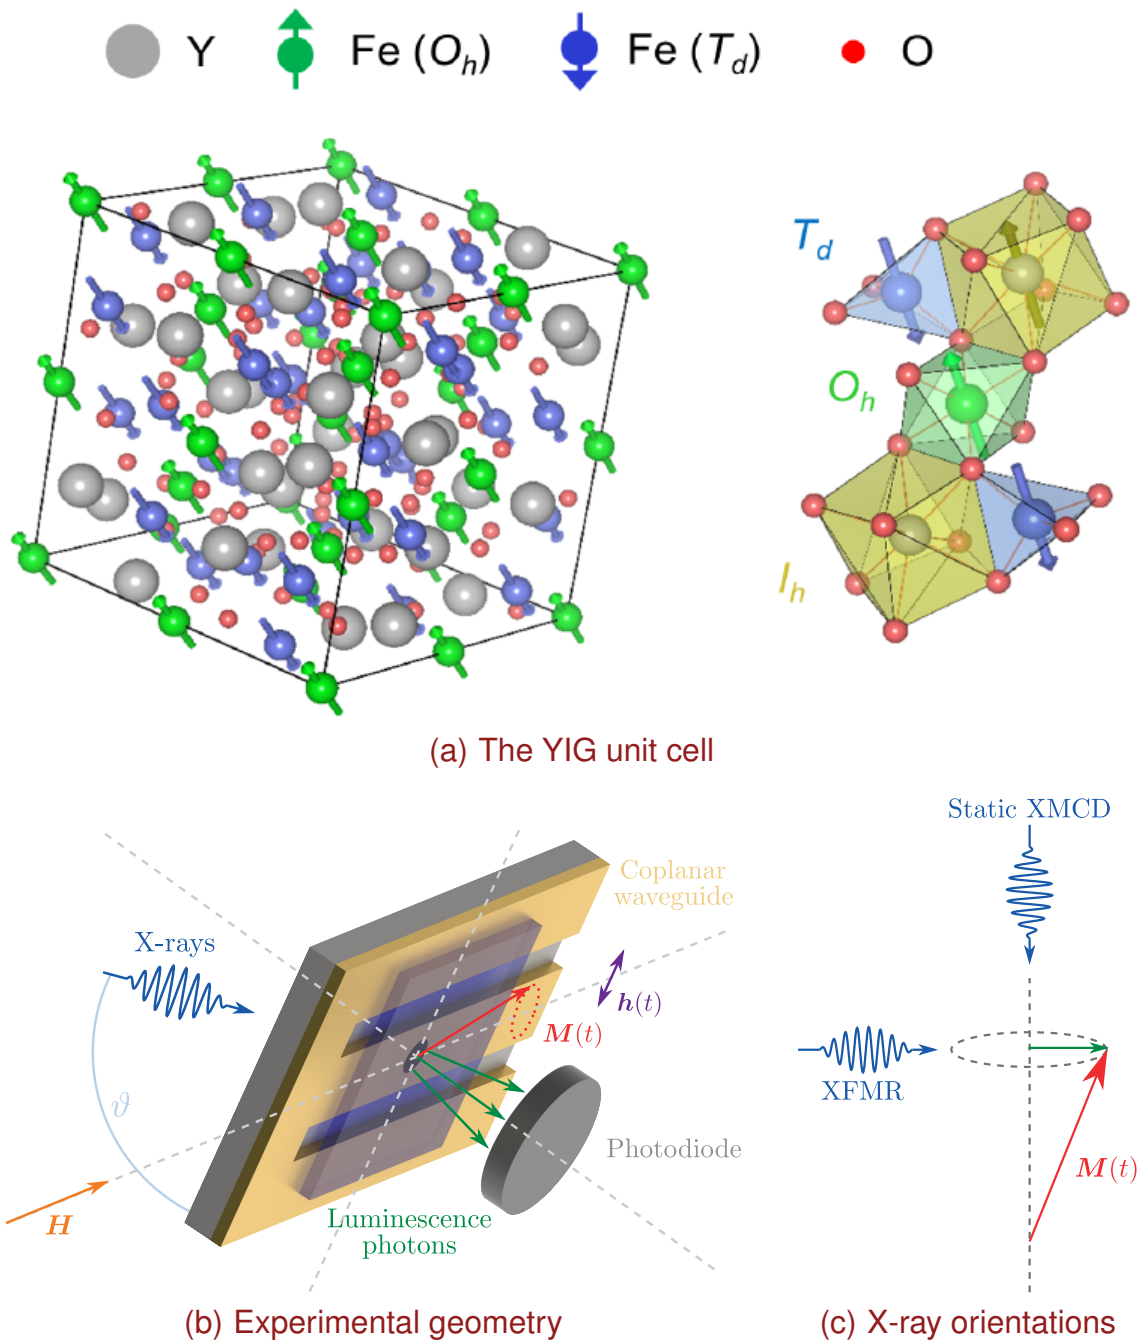 Y Fe (Oh) Fe (Td) O
Td
Oh
Ih
(a) The YIG unit cell
Static XMCD
Coplanar
waveguide
X-rays
h(t)
M(t)
XFMR
ϑ
Photodiode
M(t)
H
Luminescence
photons
(b) Experimental geometry
(c) X-ray orientations